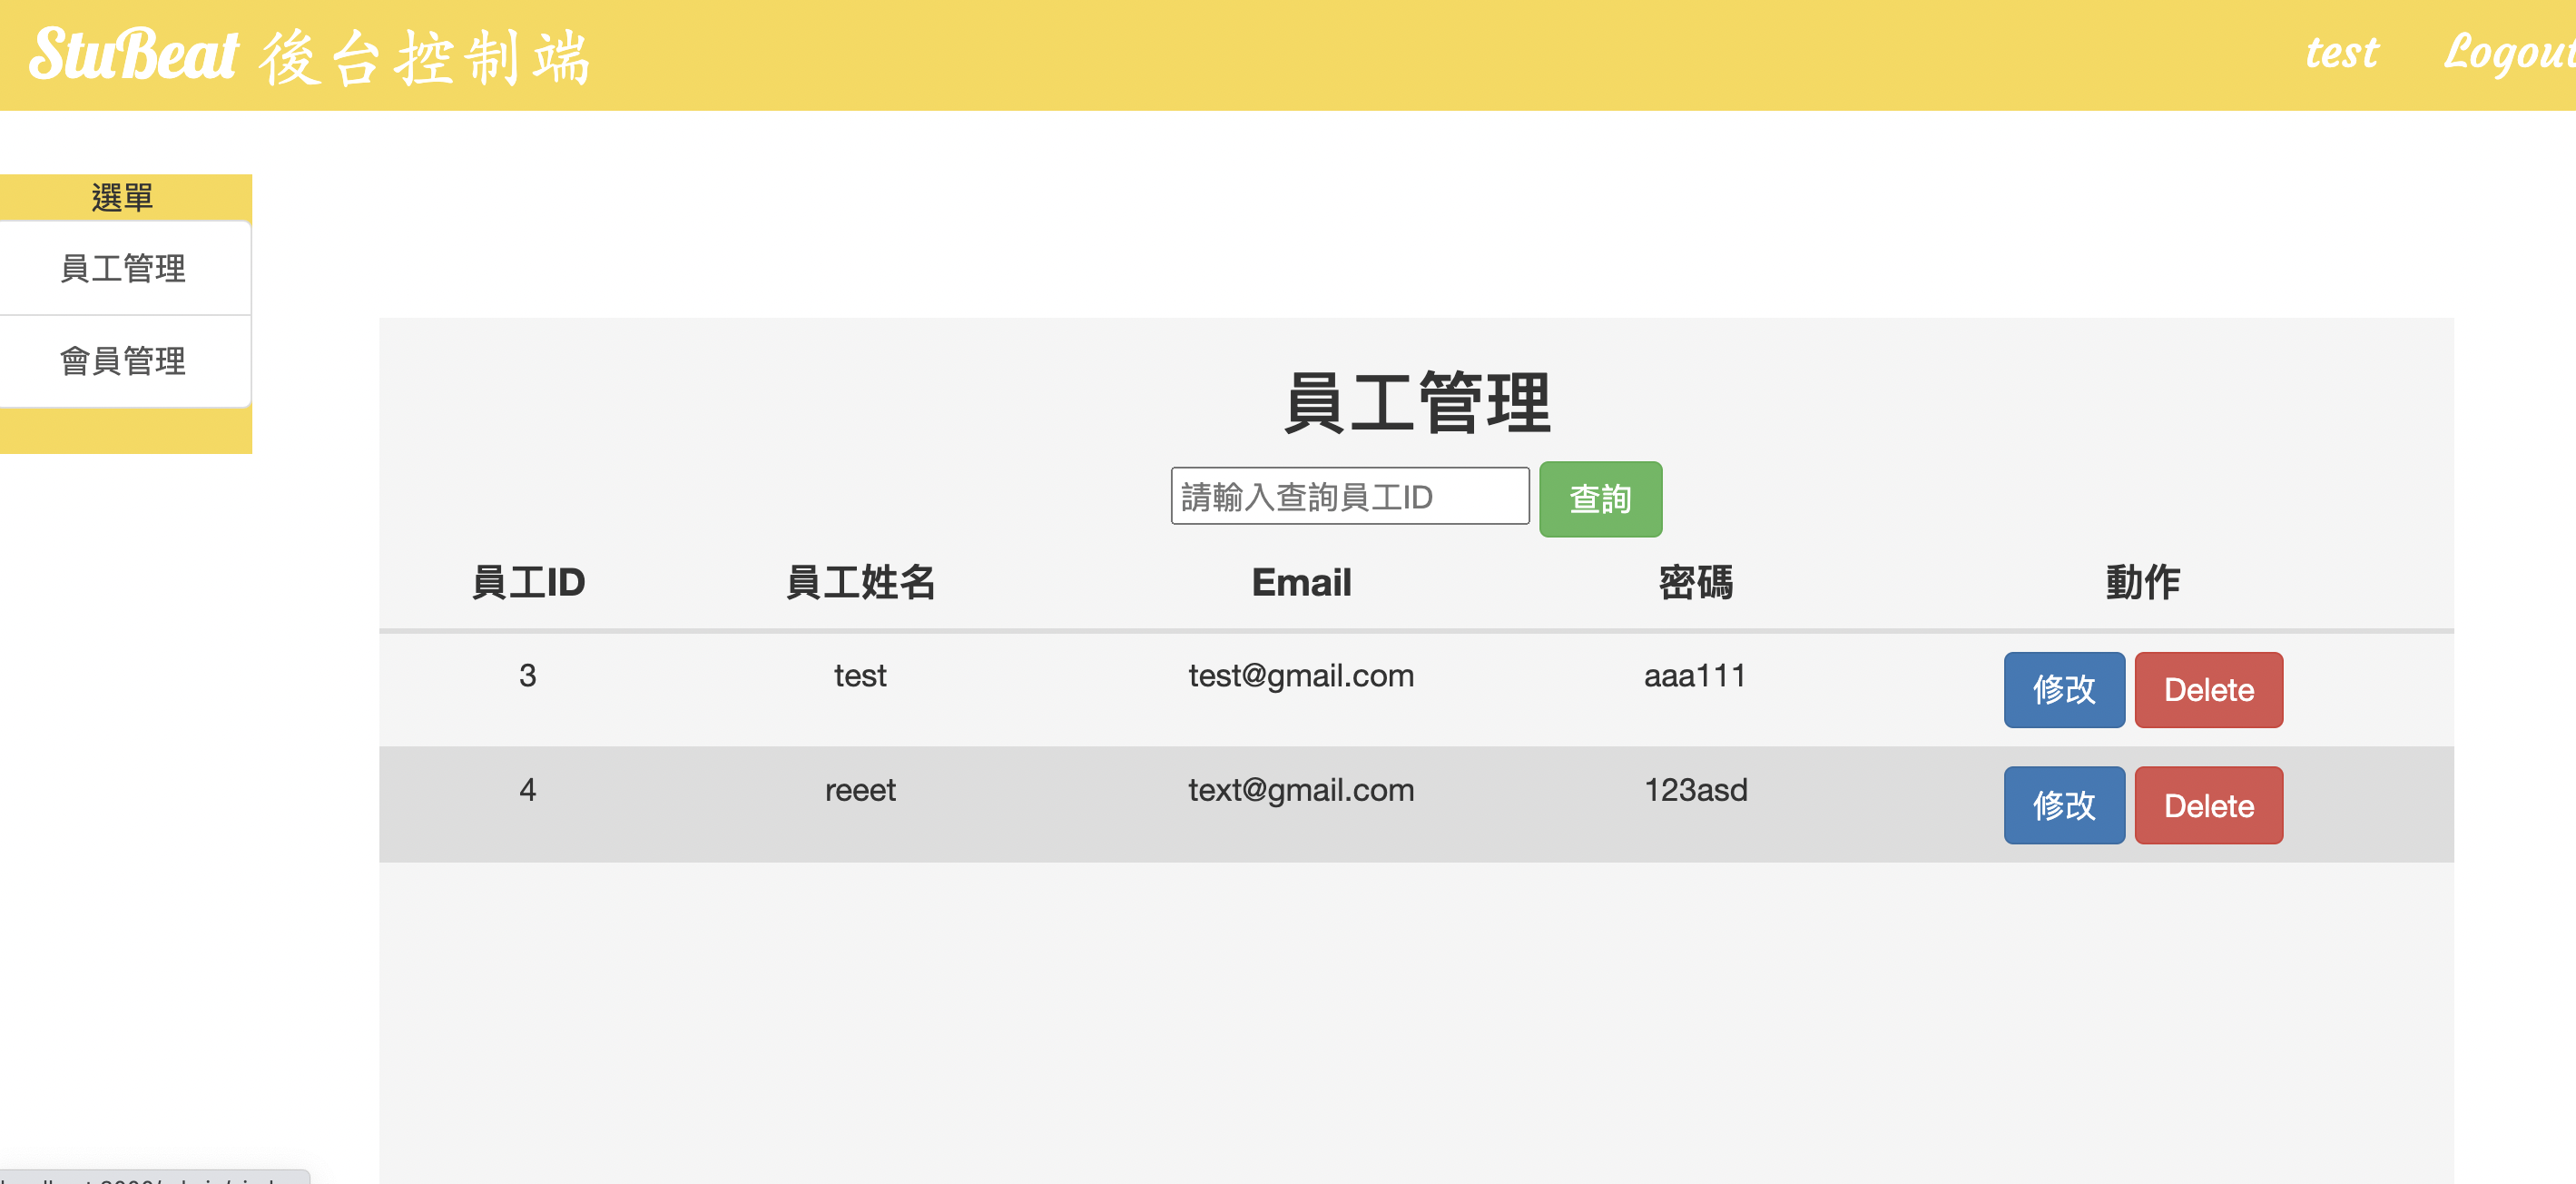 StuBeat 後台控制端
test Logout
選單
員工管理
會員管理
員工管理
請輸入查詢員工ID 查詢
員工ID 員工姓名 Email 密碼 動作
3 test test@gmail.com aaa111 修改 Delete
4 reeet text@gmail.com 123asd 修改 Delete